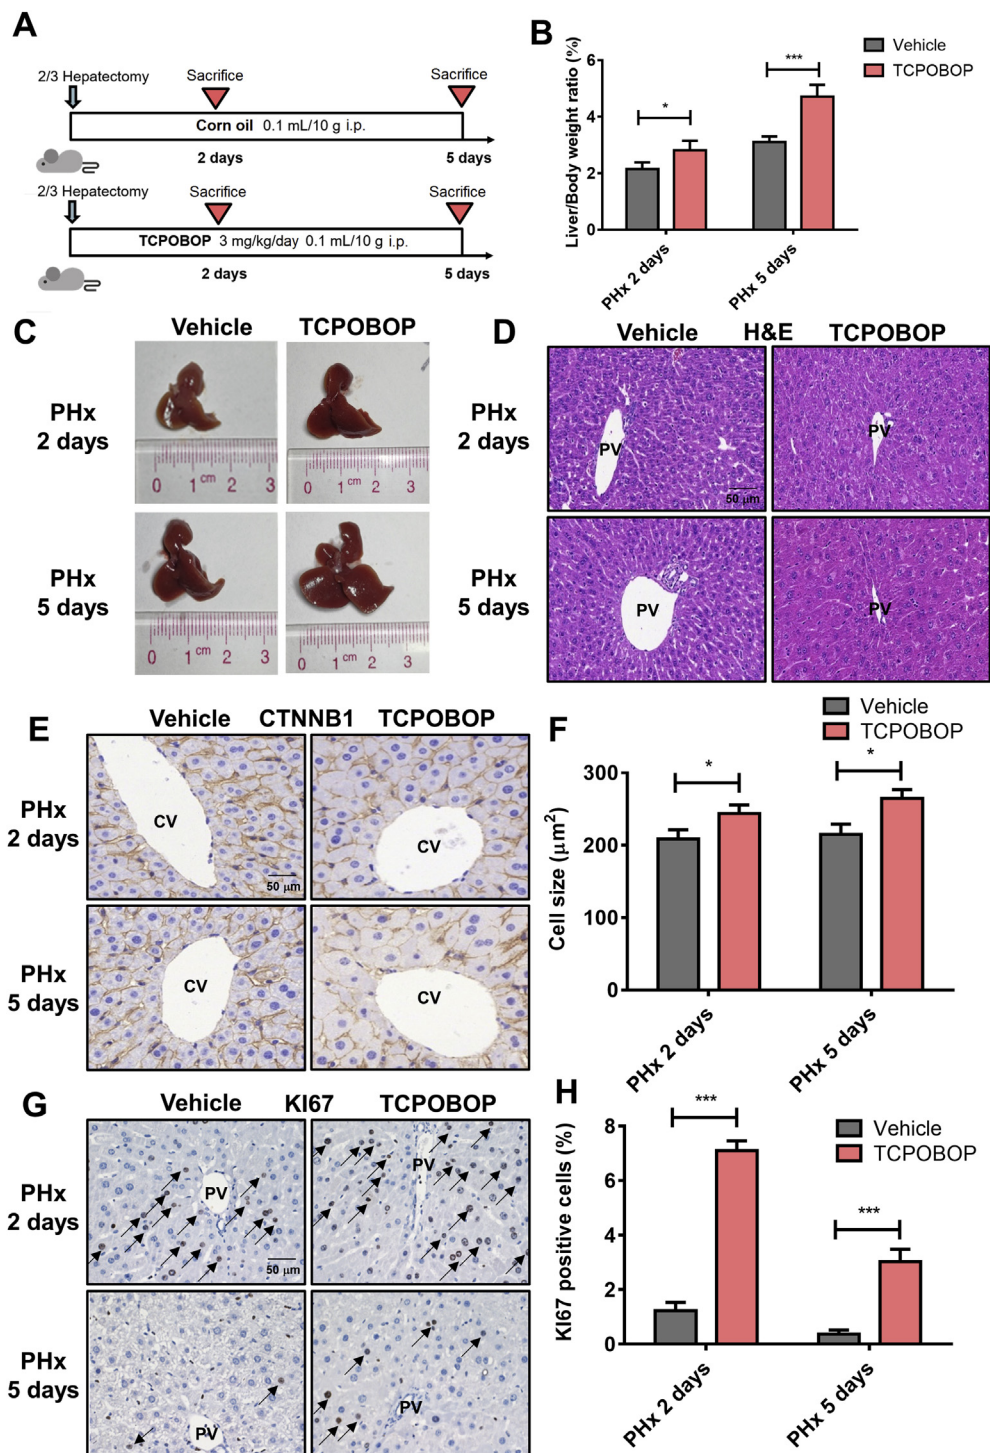 A
2/3 Hepatectomy
Sacrifice
Sacrifice
Corn oil 0.1 mL/10 g i.p.
2 days
5 days
2/3 Hepatectomy
Sacrifice
Sacrifice
TCPOBOP 3 mg/kg/day 0.1 mL/10 g i.p.
2 days
5 days
B
Vehicle
TCPOBOP
Liver/Body weight ratio (%)
6
4
2
0
*
***
PHx 2 days
PHx 5 days
C
Vehicle
TCPOBOP
PHx
2 days
0 1 cm 2 3
0 1 cm 2 3
PHx
5 days
0 1 cm 2 3
0 1 cm 2 3
D
Vehicle
H&E
TCPOBOP
PHx
2 days
PV
50 μm
PV
PHx
5 days
PV
PV
E
Vehicle
CTNNB1
TCPOBOP
PHx
2 days
CV
50 μm
CV
PHx
5 days
CV
CV
F
Vehicle
TCPOBOP
Cell size (μm²)
300
200
100
0
*
*
PHx 2 days
PHx 5 days
G
Vehicle
KI67
TCPOBOP
PHx
2 days
PV
50 μm
PV
PHx
5 days
PV
PV
H
Vehicle
TCPOBOP
KI67 positive cells (%)
8
6
4
2
0
***
***
PHx 2 days
PHx 5 days